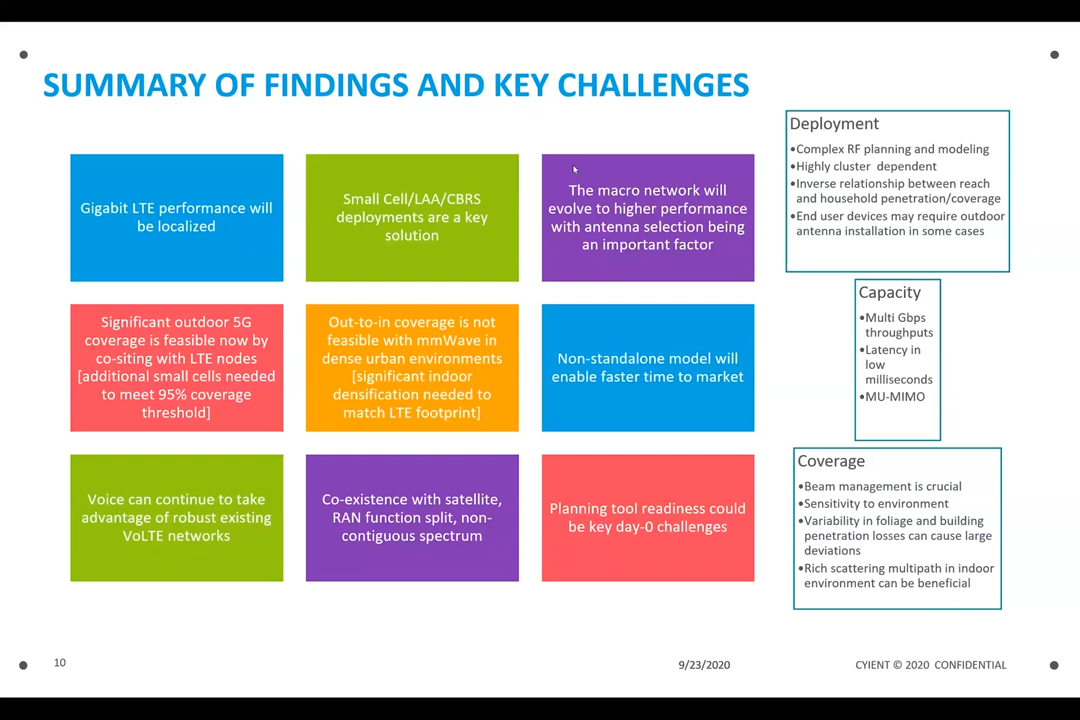 SUMMARY OF FINDINGS AND KEY CHALLENGES
Gigabit LTE performance will
be localized
Small Cell/LAA/CBRS
deployments are a key
solution
The macro network will
evolve to higher performance
with antenna selection being
an important factor
Significant outdoor 5G
coverage is feasible now by
co-siting with LTE nodes
[additional small cells needed
to meet 95% coverage
threshold]
Out-to-in coverage is not
feasible with mmWave in
dense urban environments
[significant indoor
densification needed to
match LTE footprint]
Non-standalone model will
enable faster time to market
Voice can continue to take
advantage of robust existing
VoLTE networks
Co-existence with satellite,
RAN function split, non-
contiguous spectrum
Planning tool readiness could
be key day-0 challenges
Deployment
•Complex RF planning and modeling
•Highly cluster dependent
•Inverse relationship between reach
and household penetration/coverage
•End user devices may require outdoor
antenna installation in some cases
Capacity
•Multi Gbps
throughputs
•Latency in
low
milliseconds
•MU-MIMO
Coverage
•Beam management is crucial
•Sensitivity to environment
•Variability in foliage and building
penetration losses can cause large
deviations
•Rich scattering multipath in indoor
environment can be beneficial
10
9/23/2020
CYIENT © 2020 CONFIDENTIAL